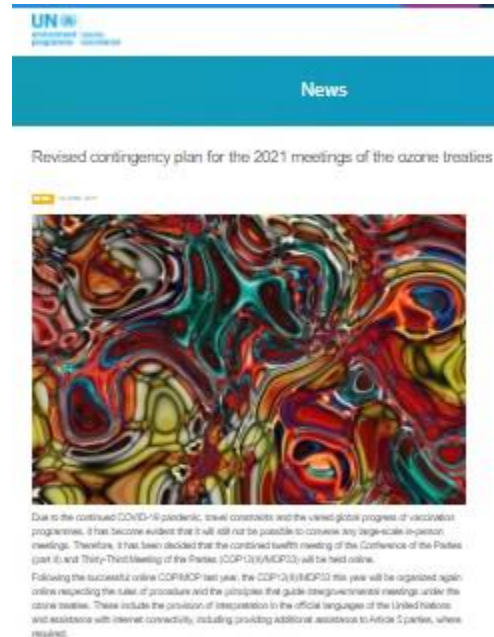 UN
environment
programme
News
Revised contingency plan for the 2021 meetings of the ozone treaties
Due to the continued COVID-19 pandemic, travel constraints and the varied global progress of vaccination
programmes, it has become evident that it will still not be possible to convene any large-scale in-person
meetings. Therefore, it has been decided that the combined twelfth meeting of the Conference of the Parties
(part II) and Thirty-Third Meeting of the Parties (COP12(II)/MOP33) will be held online.
Following the successful online COP/MOP last year, the COP12(II)/MOP33 this year will be organized again
online respecting the rules of procedure and the principles that guide intergovernmental meetings under the
ozone treaties. These include the provision of interpretation in the official languages of the United Nations
and assistance with internet connectivity, including providing additional assistance to Article 5 parties, where
required.